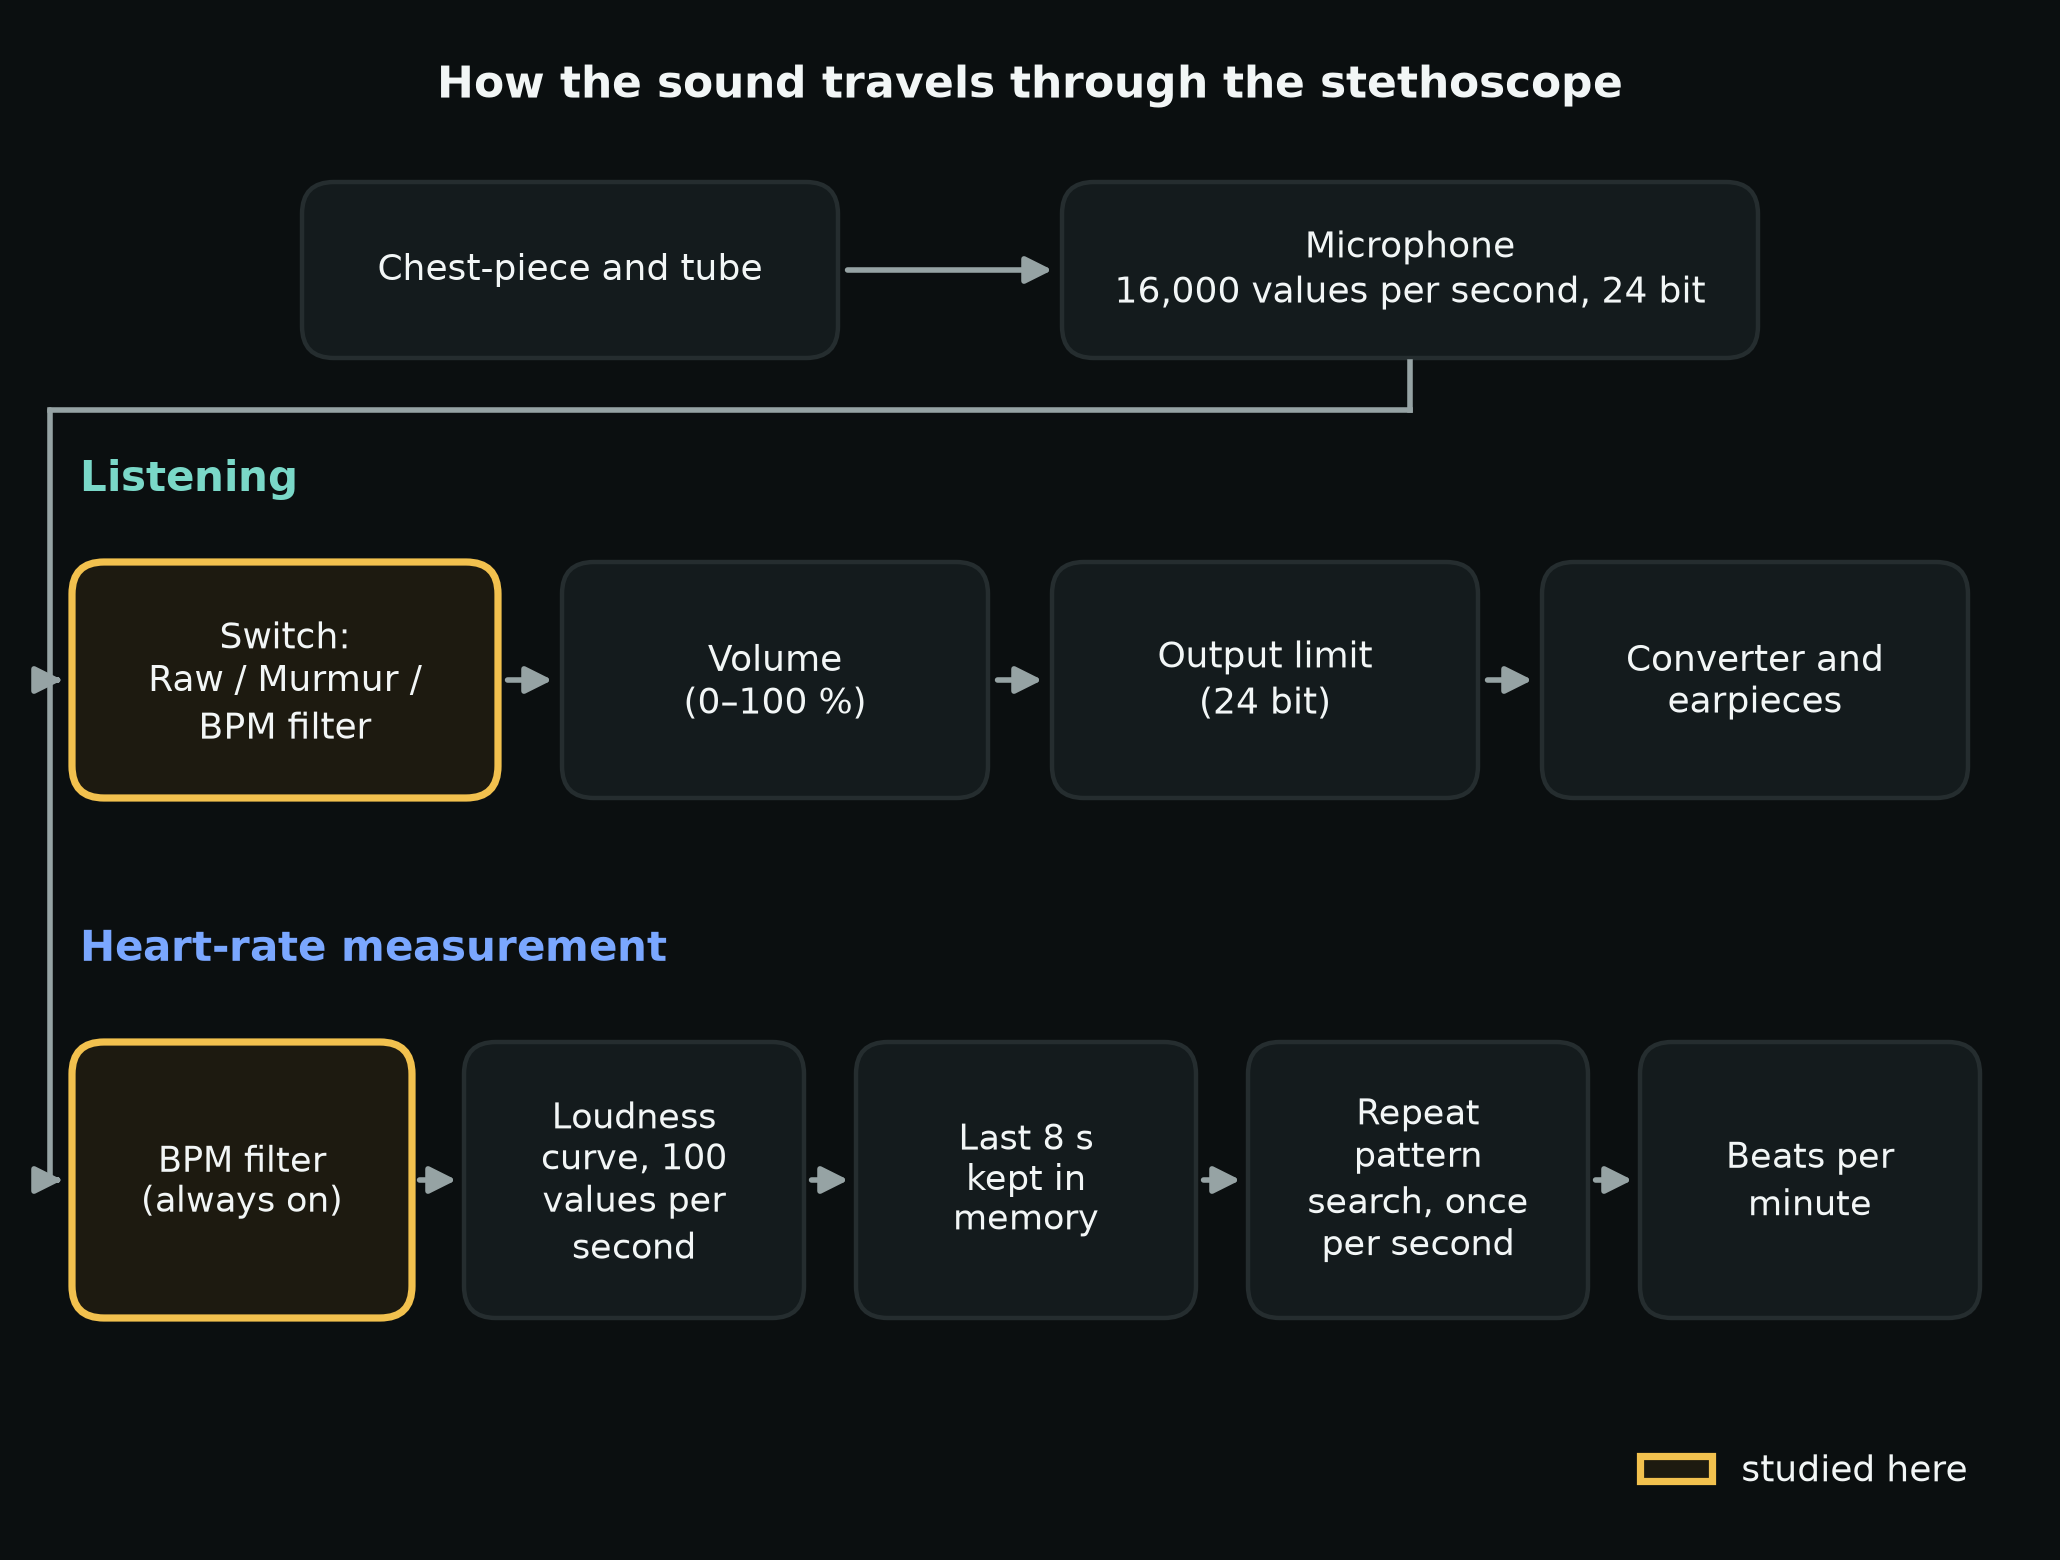 How the sound travels through the stethoscope
Chest-piece and tube
Microphone
16,000 values per second, 24 bit
Listening
Switch:
Raw / Murmur /
BPM filter
Volume
(0–100 %)
Output limit
(24 bit)
Converter and
earpieces
Heart-rate measurement
BPM filter
(always on)
Loudness
curve, 100
values per
second
Last 8 s
kept in
memory
Repeat
pattern
search, once
per second
Beats per
minute
studied here